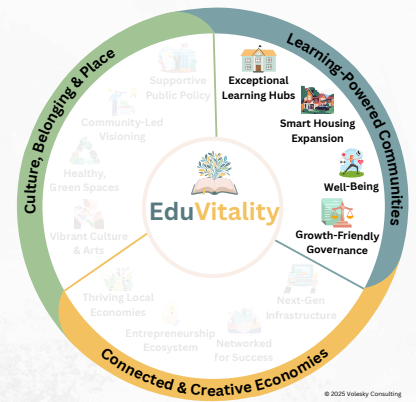 Culture, Belonging & Place
Learning-Powered Communities
Connected & Creative Economies
Supportive
Public Policy
Community-Led
Visioning
Healthy,
Green Spaces
Vibrant Culture
& Arts
Exceptional
Learning Hubs
Smart Housing
Expansion
Well-Being
Growth-Friendly
Governance
EduVitality
Thriving Local
Economies
Entrepreneurship
Ecosystem
Networked
for Success
Next-Gen
Infrastructure
© 2025 Volesky Consulting